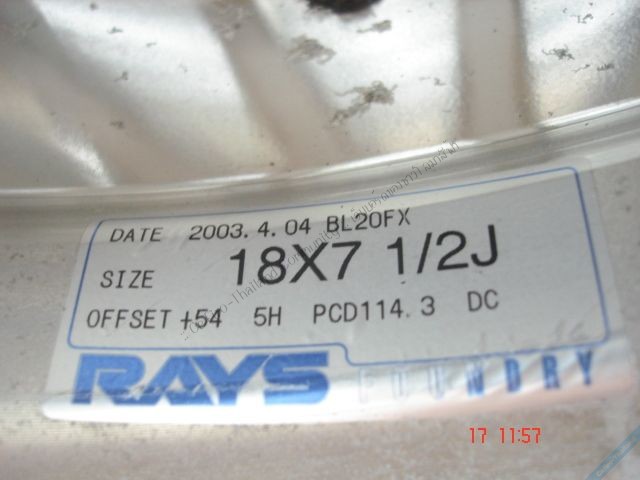 DATE 2003.4.04 BL20FX
SIZE 18X7 1/2J
OFFSET +54 5H PCD114.3 DC
RAYS FOUNDRY
17 11:57